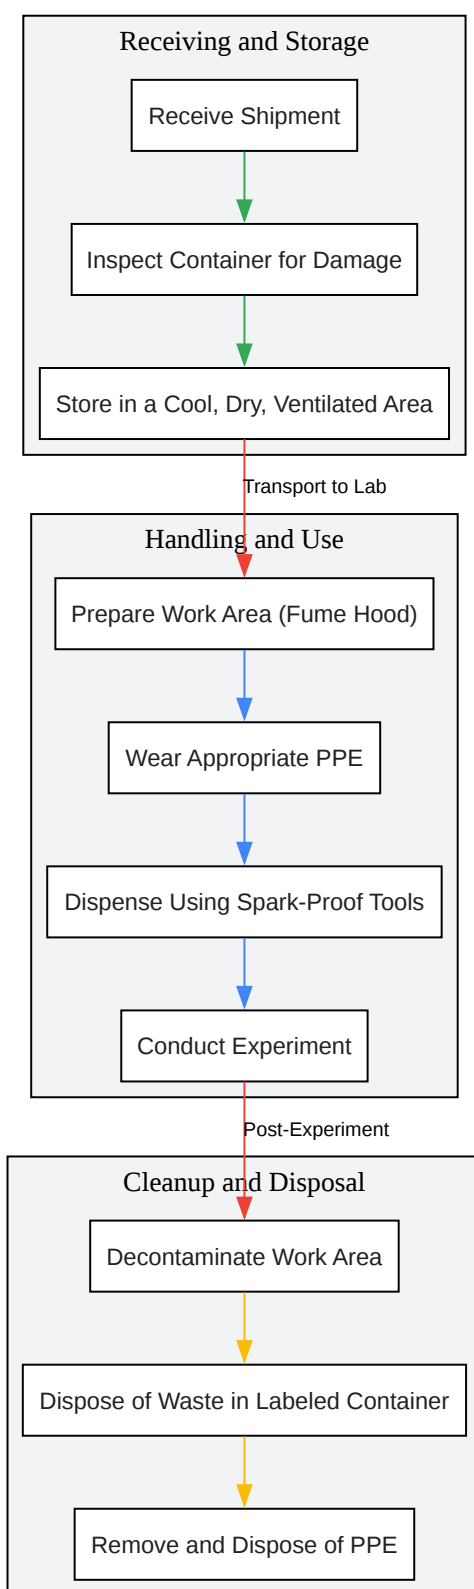 Receiving and Storage
Receive Shipment
Inspect Container for Damage
Store in a Cool, Dry, Ventilated Area
Transport to Lab
Handling and Use
Prepare Work Area (Fume Hood)
Wear Appropriate PPE
Dispense Using Spark-Proof Tools
Conduct Experiment
Post-Experiment
Cleanup and Disposal
Decontaminate Work Area
Dispose of Waste in Labeled Container
Remove and Dispose of PPE